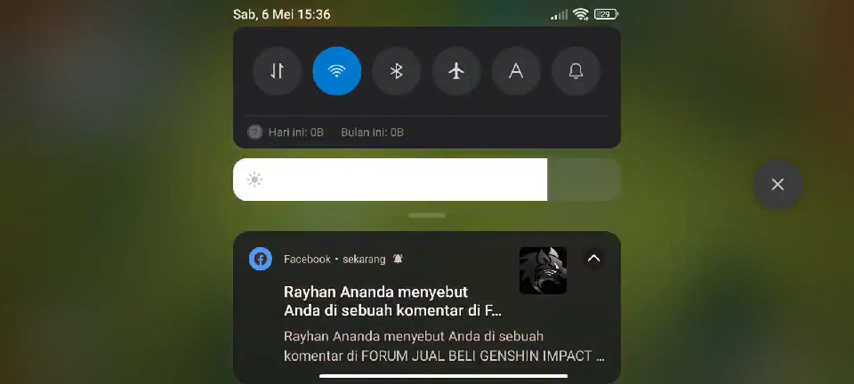 Sab, 6 Mei 15:36
29
A
Hari ini: 0B Bulan ini: 0B
Facebook • sekarang
Rayhan Ananda menyebut
Anda di sebuah komentar di F...
Rayhan Ananda menyebut Anda di sebuah
komentar di FORUM JUAL BELI GENSHIN IMPACT ...